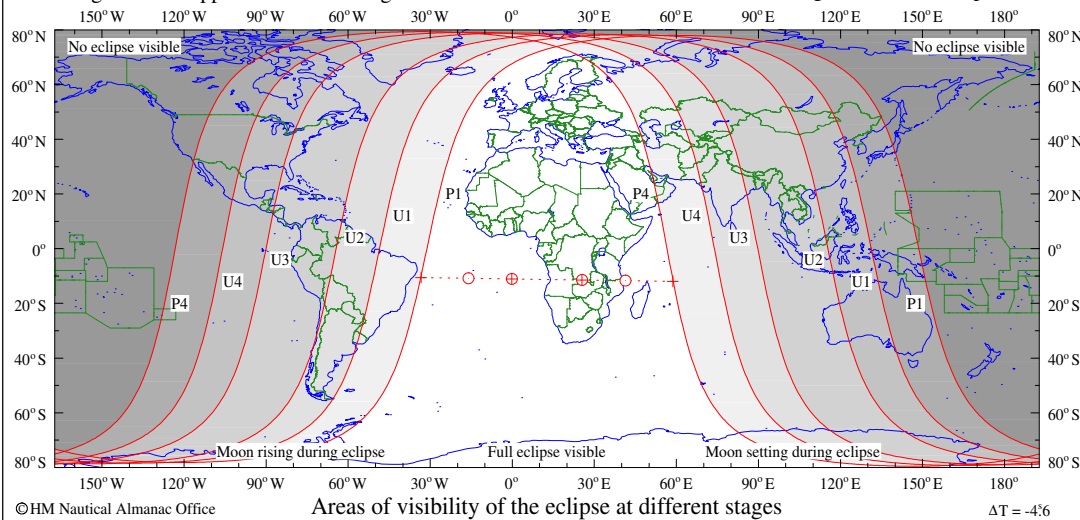 150°W 120°W 90°W 60°W 30°W 0° 30°E 60°E 90°E 120°E 150°E 180°
80°N No eclipse visible No eclipse visible 80°N
60°N 60°N
40°N 40°N
20°N P1 P4 20°N
U1 U4
U2 U3
0° 0°
U3 U2
U4 U1
20°S P4 P1 20°S
40°S 40°S
60°S 60°S
Moon rising during eclipse Full eclipse visible Moon setting during eclipse
80°S 80°S
150°W 120°W 90°W 60°W 30°W 0° 30°E 60°E 90°E 120°E 150°E 180°
©HM Nautical Almanac Office Areas of visibility of the eclipse at different stages ΔT = -4.ˢ6